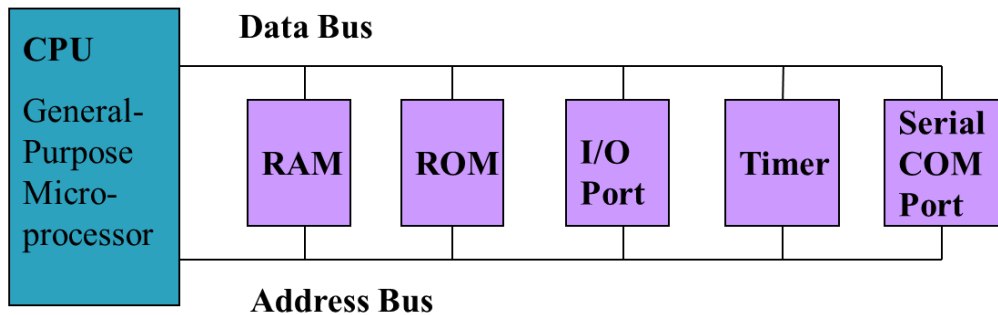 CPU
General-
Purpose
Micro-
processor
Data Bus
RAM
ROM
I/O
Port
Timer
Serial
COM
Port
Address Bus